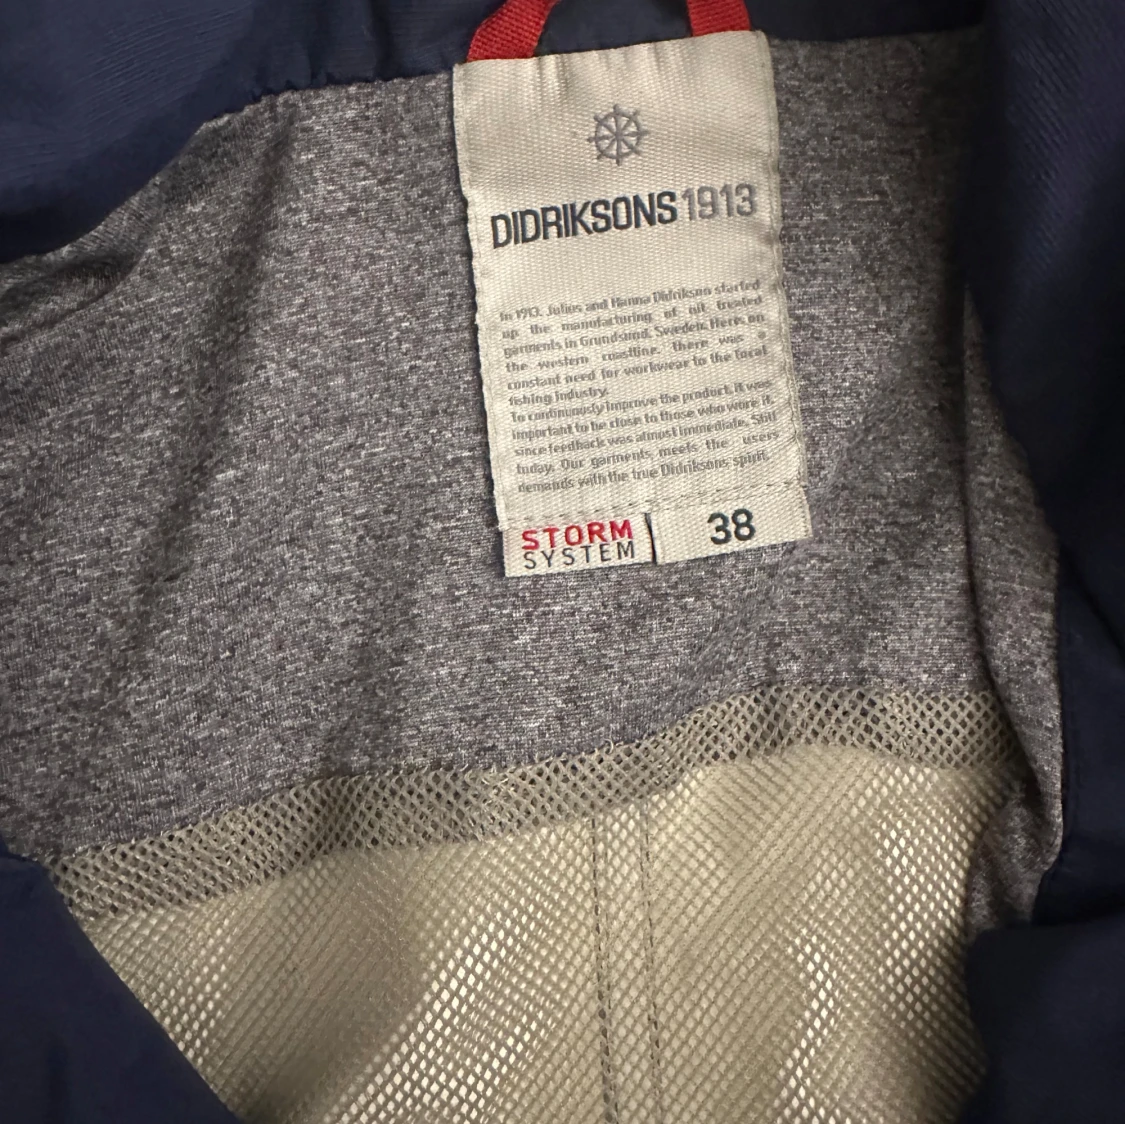 DIDRIKSONS 1913
In 1913, Julius and Hanna Didrikson started
up the manufacturing of oil treated
garments in Grundsund, Sweden. Here, on
the western coastline, there was a
constant need for workwear to the local
fishing industry.
To continuously improve the product, it was
important to be close to those who wore it,
since feedback was almost immediate. Still
today. Our garments, meets the users
demands with the true Didriksons spirit.
STORM
SYSTEM
38